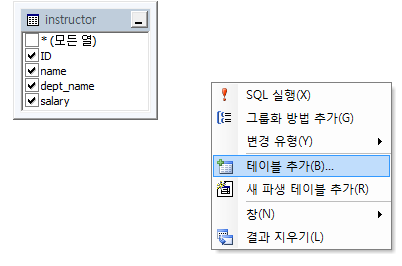 instructor
* (모든 열)
ID
name
dept_name
salary
SQL 실행(X)
그룹화 방법 추가(G)
변경 유형(Y)
테이블 추가(B)...
새 파생 테이블 추가(R)
창(N)
결과 지우기(L)